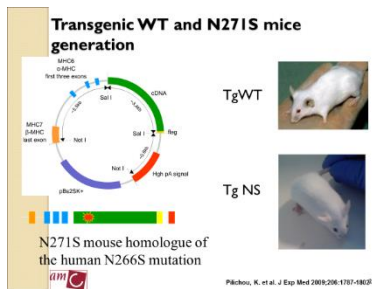 Transgenic WT and N271S mice
generation
MHC6
α-MHC
first three exons
cDNA
Sal I
MHC7
β-MHC
last exon
Not I
Sal I
flag
Not I
Hgh pA signal
pBs2SK+
TgWT
Tg NS
N271S mouse homologue of
the human N266S mutation
am
Pilichou, K. et al. J Exp Med 2009;206:1787-1802